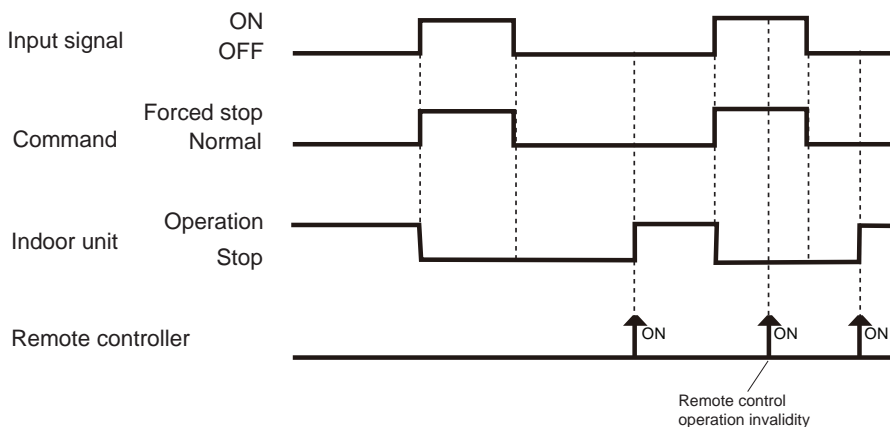 Input signal
ON
OFF
Command
Forced stop
Normal
Indoor unit
Operation
Stop
Remote controller
ON
ON
ON
Remote control
operation invalidity